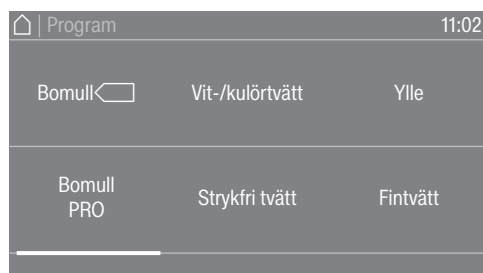 Program 11:02
Bomull Vit-/kulörtvätt Ylle
Bomull
PRO Strykfri tvätt Fintvätt